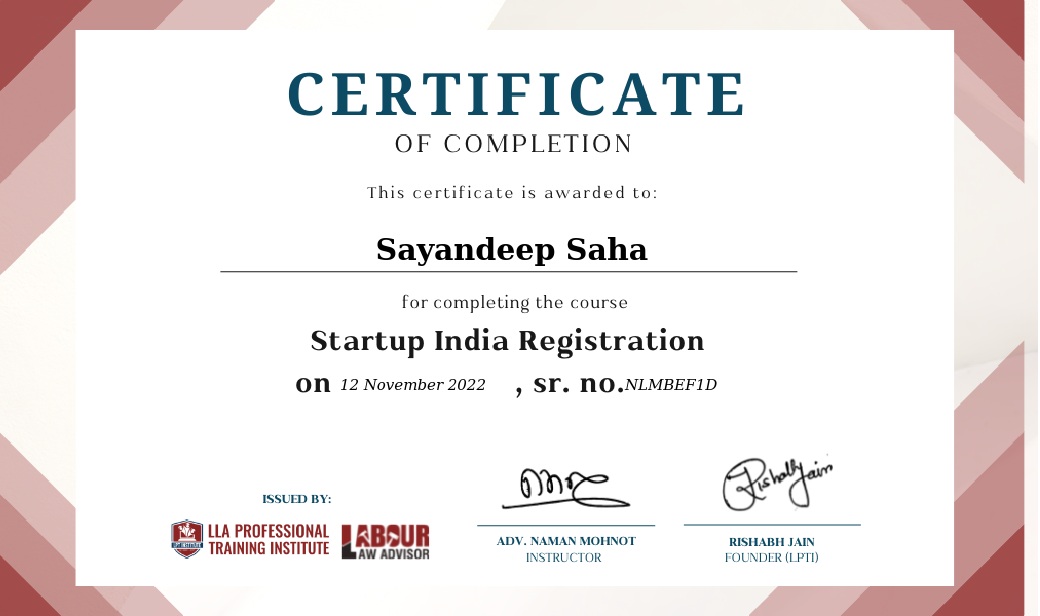 CERTIFICATE
OF COMPLETION
This certificate is awarded to:
Sayandeep Saha
for completing the course
Startup India Registration
on 12 November 2022 , sr. no.NLMBEF1D
ISSUED BY:
LLA PROFESSIONAL
TRAINING INSTITUTE
LABOUR
LAW ADVISOR
Rishabh Jain
ADV. NAMAN MOHNOT
INSTRUCTOR
RISHABH JAIN
FOUNDER (LPTI)